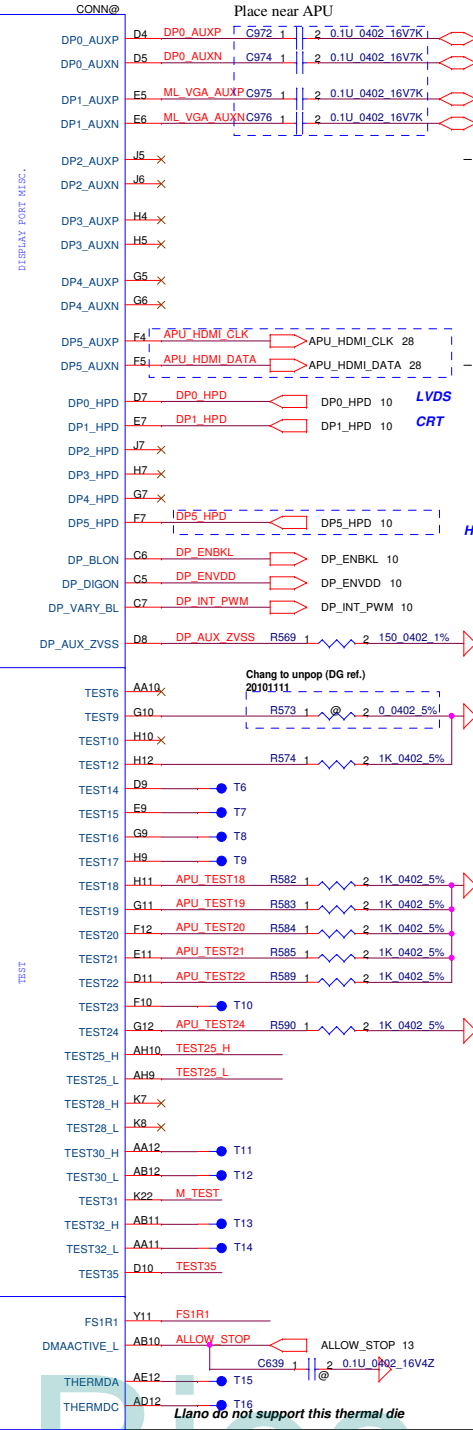 CONN@
Place near APU
DP0_AUXP D4 DP0_AUXP C972 1 2 0.1U_0402_16V7K
DP0_AUXN D5 DP0_AUXN C974 1 2 0.1U_0402_16V7K
DP1_AUXP E5 ML_VGA_AUXP C975 1 2 0.1U_0402_16V7K
DP1_AUXN E6 ML_VGA_AUXN C976 1 2 0.1U_0402_16V7K
DP2_AUXP J5
DP2_AUXN J6
DISPLAY PORT MISC.
DP3_AUXP H4
DP3_AUXN H5
DP4_AUXP G5
DP4_AUXN G6
DP5_AUXP F4 APU_HDMI_CLK APU_HDMI_CLK 28
DP5_AUXN F5 APU_HDMI_DATA APU_HDMI_DATA 28
DP0_HPD D7 DP0_HPD DP0_HPD 10 LVDS
DP1_HPD E7 DP1_HPD DP1_HPD 10 CRT
DP2_HPD J7
DP3_HPD H7
DP4_HPD G7
DP5_HPD F7 DP5_HPD DP5_HPD 10
H
DP_BLON C6 DP_ENBKL DP_ENBKL 10
DP_DIGON C5 DP_ENVDD DP_ENVDD 10
DP_VARY_BL C7 DP_INT_PWM DP_INT_PWM 10
DP_AUX_ZVSS D8 DP_AUX_ZVSS R569 1 2 150_0402_1%
Chang to unpop (DG ref.)
20101111
TEST6 AA10
TEST9 G10 R573 1 @ 2 0_0402_5%
TEST10 H10
TEST12 H12 R574 1 2 1K_0402_5%
TEST14 D9 T6
TEST15 E9 T7
TEST16 G9 T8
TEST17 H9 T9
TEST18 H11 APU_TEST18 R582 1 2 1K_0402_5%
TEST19 G11 APU_TEST19 R583 1 2 1K_0402_5%
TEST20 F12 APU_TEST20 R584 1 2 1K_0402_5%
TEST21 E11 APU_TEST21 R585 1 2 1K_0402_5%
TEST
TEST22 D11 APU_TEST22 R589 1 2 1K_0402_5%
TEST23 F10 T10
TEST24 G12 APU_TEST24 R590 1 2 1K_0402_5%
TEST25_H AH10 TEST25_H
TEST25_L AH9 TEST25_L
TEST28_H K7
TEST28_L K8
TEST30_H AA12 T11
TEST30_L AB12 T12
TEST31 K22 M_TEST
TEST32_H AB11 T13
TEST32_L AA11 T14
TEST35 D10 TEST35
FS1R1 Y11 FS1R1
DMAACTIVE_L AB10 ALLOW_STOP ALLOW_STOP 13
C639 1 2 0.1U_0402_16V4Z
@
THERMDA AE12 T15
THERMDC AD12 T16
Llano do not support this thermal die